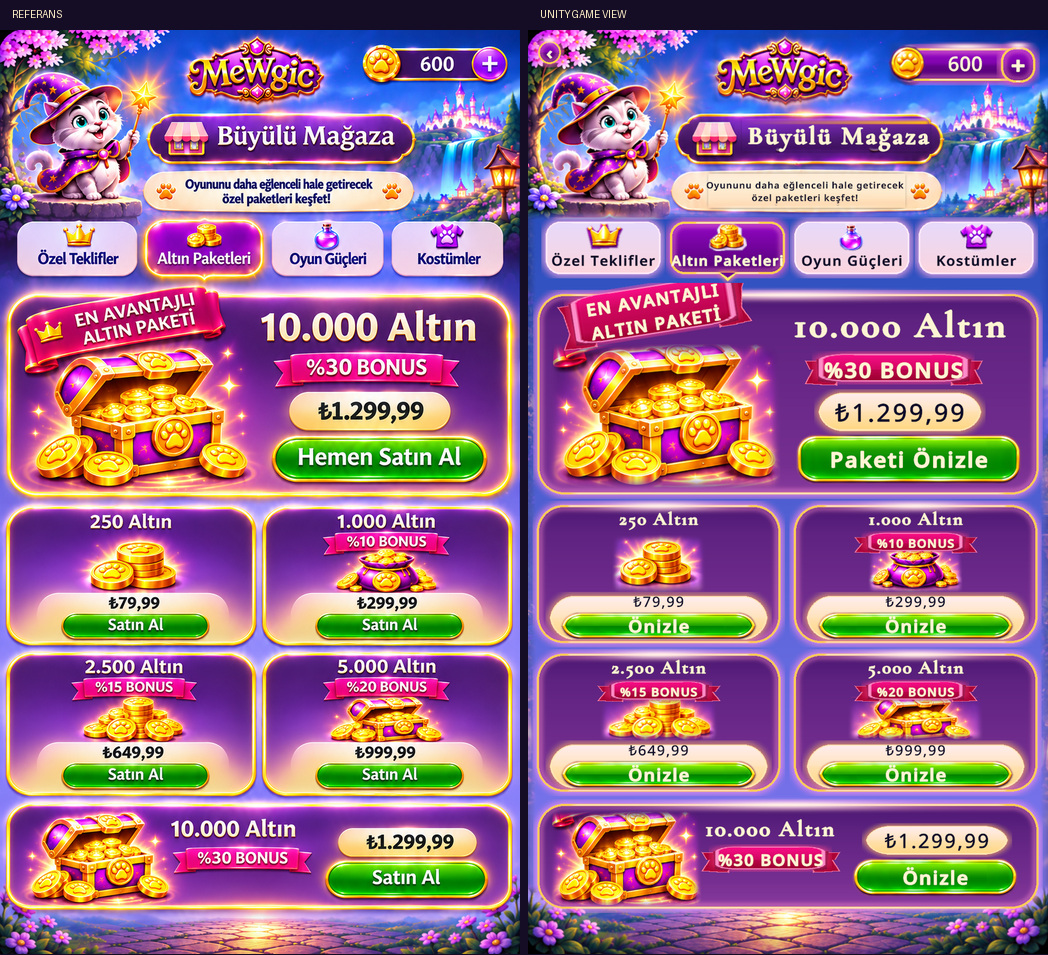 REFERANS
MeWgic
600
Büyülü Mağaza
Oyununu daha eğlenceli hale getirecek
özel paketleri keşfet!
Özel Teklifler
Altın Paketleri
Oyun Güçleri
Kostümler
EN AVANTAJLI
ALTIN PAKETİ
10.000 Altın
%30 BONUS
₺1.299,99
Hemen Satın Al
250 Altın
₺79,99
Satın Al
1.000 Altın
%10 BONUS
₺299,99
Satın Al
2.500 Altın
%15 BONUS
₺649,99
Satın Al
5.000 Altın
%20 BONUS
₺999,99
Satın Al
10.000 Altın
%30 BONUS
₺1.299,99
Satın Al
UNITY GAME VIEW
MeWgic
600
Büyülü Mağaza
Oyununu daha eğlenceli hale getirecek
özel paketleri keşfet!
Özel Teklifler
Altın Paketleri
Oyun Güçleri
Kostümler
EN AVANTAJLI
ALTIN PAKETİ
10.000 Altın
%30 BONUS
₺1.299,99
Paketi Önizle
250 Altın
₺79,99
Önizle
1.000 Altın
%10 BONUS
₺299,99
Önizle
2.500 Altın
%15 BONUS
₺649,99
Önizle
5.000 Altın
%20 BONUS
₺999,99
Önizle
10.000 Altın
%30 BONUS
₺1.299,99
Önizle